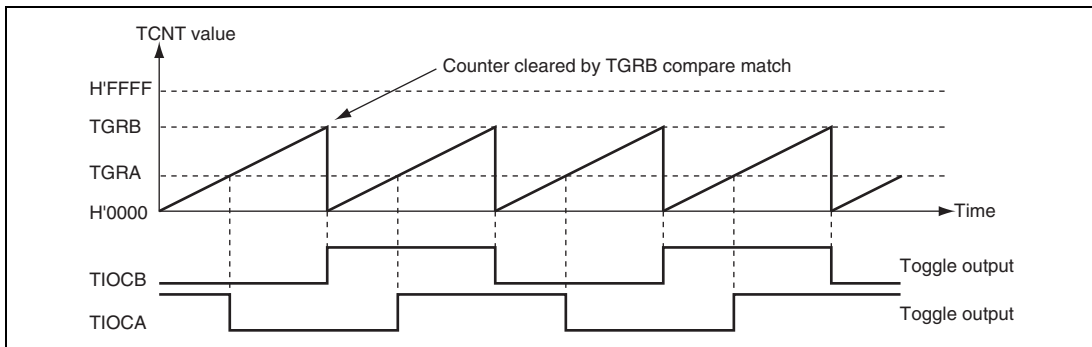 TCNT value
Counter cleared by TGRB compare match
H'FFFF
TGRB
TGRA
H'0000
Time
TIOCB
Toggle output
TIOCA
Toggle output